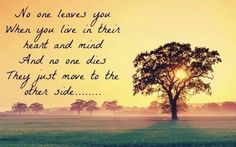 No one leaves you
When you live in their
heart and mind
And no one dies
They just move to the
other side........